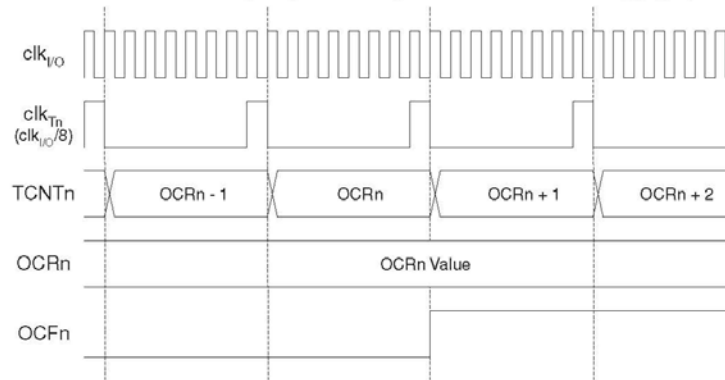 clkI/O
clkTn
(clkI/O/8)
TCNTn OCRn - 1 OCRn OCRn + 1 OCRn + 2
OCRn OCRn Value
OCFn